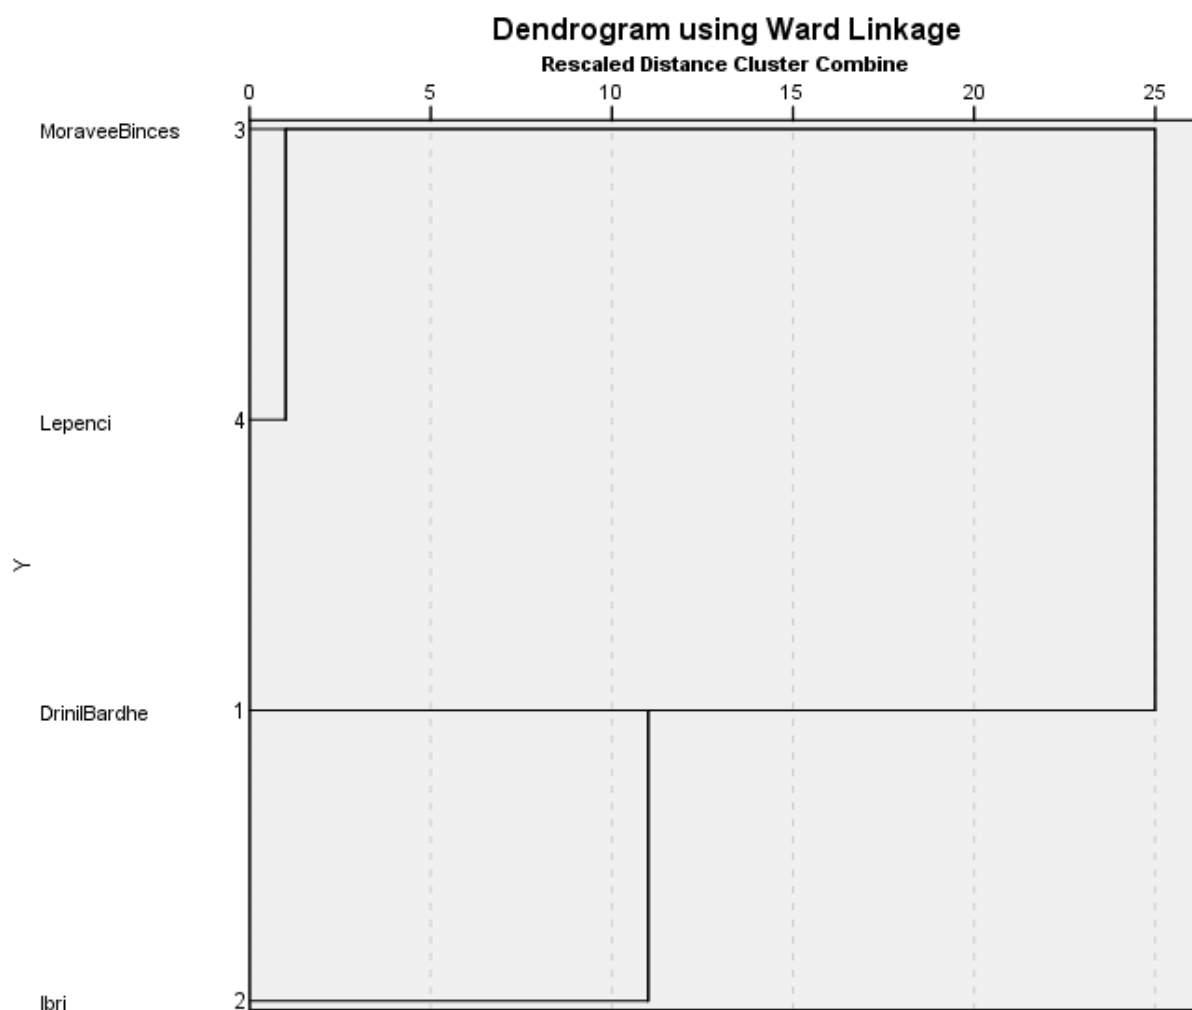 Dendrogram using Ward Linkage
Rescaled Distance Cluster Combine
0 5 10 15 20 25
MoraveeBinces 3
Lepenci 4
Y
DrinilBardhe 1
Ibri 2